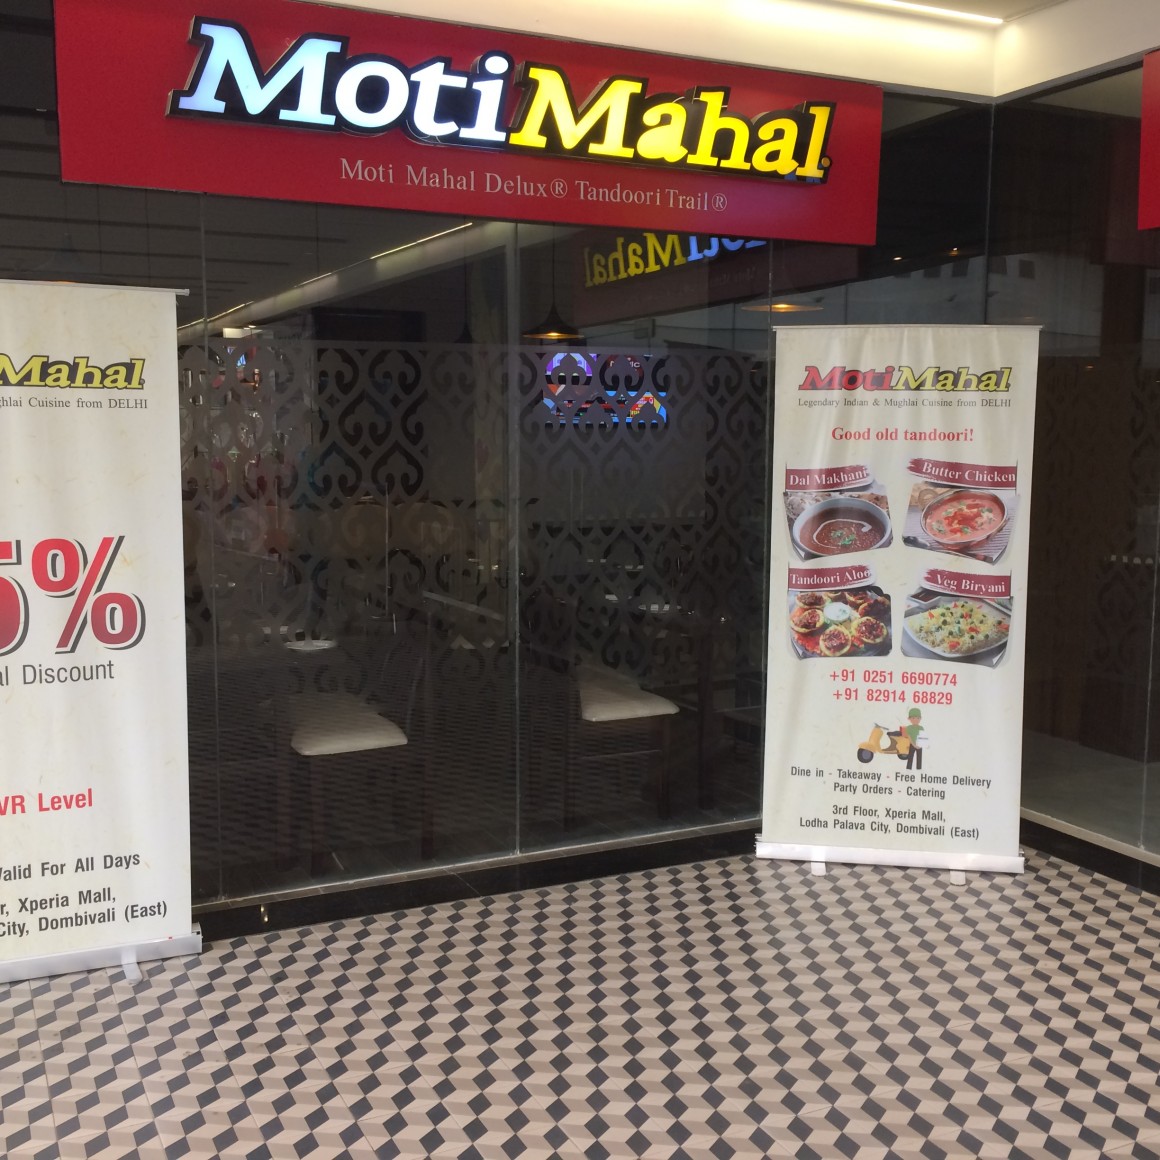 MotiMahal
Moti Mahal Delux® Tandoori Trail®
Mahal
ghlai Cuisine from DELHI
5%
al Discount
VR Level
Valid For All Days
r, Xperia Mall,
City, Dombivali (East)
MotiMahal
Legendary Indian & Mughlai Cuisine from DELHI
Good old tandoori!
Dal Makhani
Butter Chicken
Tandoori Aloo
Veg Biryani
+91 0251 6690774
+91 82914 68829
Dine in - Takeaway - Free Home Delivery
Party Orders - Catering
3rd Floor, Xperia Mall,
Lodha Palava City, Dombivali (East)